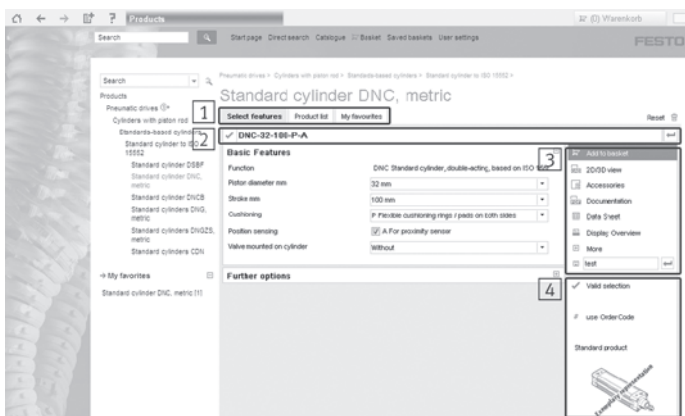 Products
(0) Warenkorb
Search
Startpage Direct search Catalogue Basket Saved baskets User settings
FESTO
Search
Products
Pneumatic drives
Cylinders with piston rod
Standards-based cylinders
Standard cylinder to ISO 15552
Standard cylinder DSBF
Standard cylinder DNC, metric
Standard cylinder DNCB
Standard cylinders DNG, metric
Standard cylinders DNGZS, metric
Standard cylinders CDN
→ My favorites
Standard cylinder DNC, metric [1]
Pneumatic drives > Cylinders with piston rod > Standards-based cylinders > Standard cylinder to ISO 15552 >
Standard cylinder DNC, metric
1
Select features Product list My favourites
Reset
2
DNC-32-100-P-A
Basic Features
Function DNC Standard cylinder, double-acting, based on ISO
Piston diameter mm 32 mm
Stroke mm 100 mm
Cushioning P Flexible cushioning rings / pads on both sides
Position sensing A For proximity sensor
Valve mounted on cylinder Without
Further options
3
Add to basket
2D/3D view
Accessories
Documentation
Data Sheet
Display Overview
More
test
4
Valid selection
# use OrderCode
Standard product
Exemplary representation